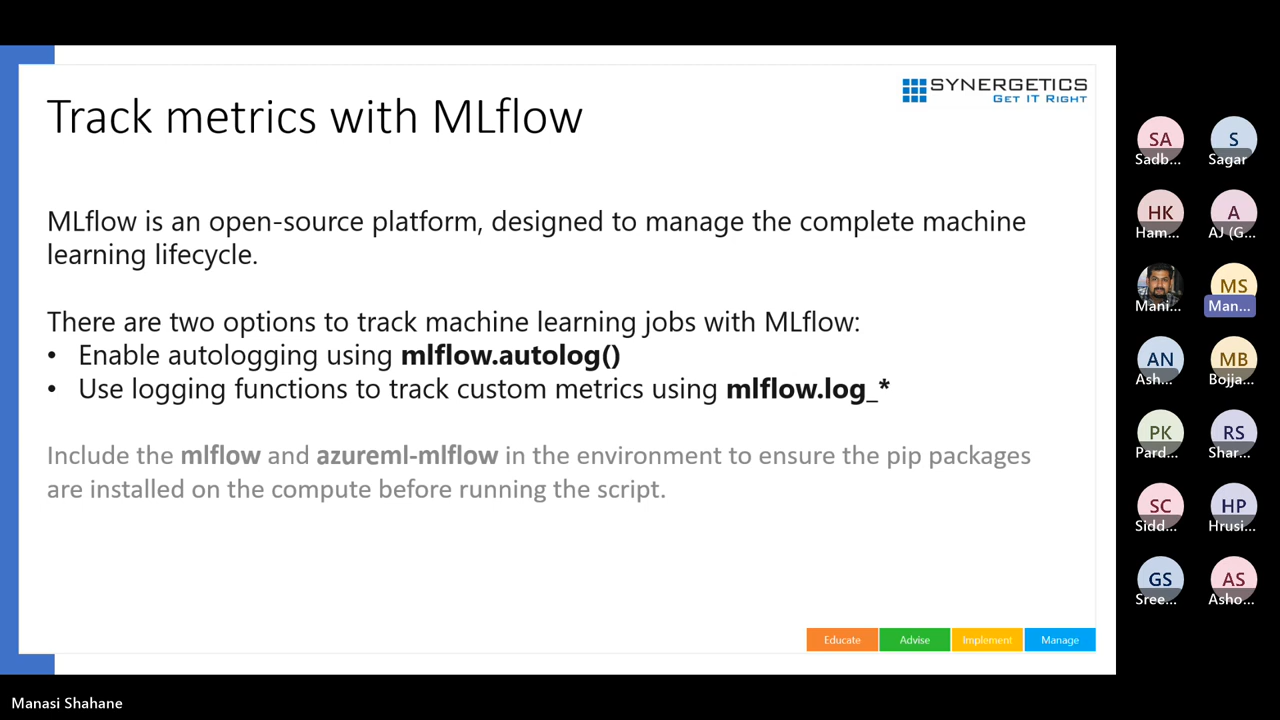 SYNERGETICS
GET IT RIGHT
Track metrics with MLflow
MLflow is an open-source platform, designed to manage the complete machine
learning lifecycle.
There are two options to track machine learning jobs with MLflow:
• Enable autologging using mlflow.autolog()
• Use logging functions to track custom metrics using mlflow.log_*
Include the mlflow and azureml-mlflow in the environment to ensure the pip packages
are installed on the compute before running the script.
Educate Advise Implement Manage
SA S
Sadb... Sagar
HK A
Ham... AJ (G...
MS
Mani... Man...
AN MB
Ash... Bojja...
PK RS
Pard... Shar...
SC HP
Sidd... Hrusi...
GS AS
Sree... Asho...
Manasi Shahane